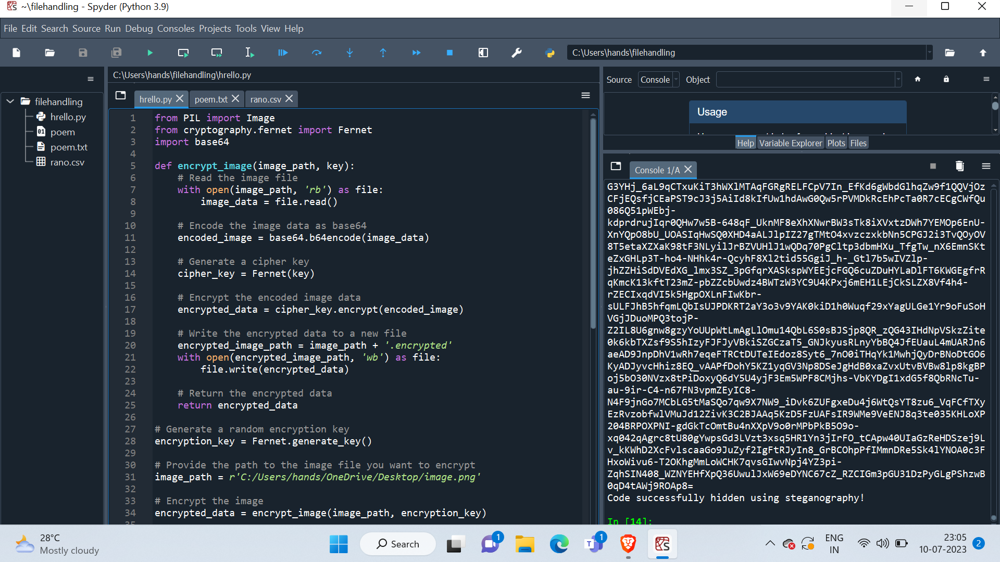 ~\filehandling - Spyder (Python 3.9)
File Edit Search Source Run Debug Consoles Projects Tools View Help
C:\Users\hands\filehandling
filehandling
hrello.py
poem
poem.txt
rano.csv
C:\Users\hands\filehandling\hrello.py
hrello.py poem.txt rano.csv
1 from PIL import Image
2 from cryptography.fernet import Fernet
3 import base64
4
5 def encrypt_image(image_path, key):
6 # Read the image file
7 with open(image_path, 'rb') as file:
8 image_data = file.read()
9
10 # Encode the image data as base64
11 encoded_image = base64.b64encode(image_data)
12
13 # Generate a cipher key
14 cipher_key = Fernet(key)
15
16 # Encrypt the encoded image data
17 encrypted_data = cipher_key.encrypt(encoded_image)
18
19 # Write the encrypted data to a new file
20 encrypted_image_path = image_path + '.encrypted'
21 with open(encrypted_image_path, 'wb') as file:
22 file.write(encrypted_data)
23
24 # Return the encrypted data
25 return encrypted_data
26
27 # Generate a random encryption key
28 encryption_key = Fernet.generate_key()
29
30 # Provide the path to the image file you want to encrypt
31 image_path = r'C:/Users/hands/OneDrive/Desktop/image.png'
32
33 # Encrypt the image
34 encrypted_data = encrypt_image(image_path, encryption_key)
Source Console Object
Usage
Help Variable Explorer Plots Files
Console 1/A
G3YHj_6aL9qCTxuKiT3hWXlMTAqFGRgRELFCpV7In_EfKd6gWbdGlhqZw9f1QQVjOz
CFjEQsfjCEaPST9cJ3j5AiId8kIfUw1hdAwG0Qw5rPVMDkRcEhPcTa0R7cECgCWfQu
086Q51pWEbj-
kdprdrujIqr0QHw7w5B-648qF_UknMF8eXhXNwrBW3sTk8iXVxtzDWh7YEMOp6EnU-
XnYQpO8bU_UOASIqHwSQ0XHD4aALJlpIZ27gTMtO4xvzczxkbNn5CPGJ2i3TvQOyOV
8T5etaXZXaK98tF3NLyilJrBZVUHlJ1wQDq70PgCltp3dbmHXu_TfgTw_nX6EmnSKt
eZxGHLp3T-ho4-NHhk4r-QcyhF8Xl2tid55GgiJ_h-_Gtl7b5wIVZlp-
jhZZHiSdDVEdXG_lmx3SZ_3pGfqrXASkspWYEEjcFGQ6cuZDuHYLaDlFT6KWGEgfrR
qKmcK13kftT23mZ-pbZZcbUwdz4BWTzW3YC9U4KPxj6mEH1LEjCkSLZX8Vf4h4-
rZECIxqdVI5k5HgpOXLnFIwKbr-
sULFJhB5hfqmLQbIsUJPDKRT2aY3o3v9YAK0kiD1h0Wuqf29xYagULGe1Yr9oFuSoH
VGjJDuoMPQ3tojP-
Z2IL8U6gnw8gzyYoUUpWtLmAgLlOmu14QbL6S0sBJSjp8QR_zQG43IHdNpVSkzZite
0k6kbTXZsf9S5hIzyFJFJyVBkiSZGCzaT5_GNJkyusRLnyYbBQ4JfEUauL4mUARJn6
aeAD9JnpDhV1wRh7eqeFTRCtDUTeIEdoz8Syt6_7nO0iTHqYk1MwhjQyDrBNoDtGO6
KyADJyvcHhiz8EQ_vAAPfDohY5KZ1yqGV3Np8DSeJgHdB0xaZvxUtvBVBw8lp8kgBP
oj5bO30NVzx8tPiDoxyQ6dY5U4yjF3Em5WPF8CMjhs-VbKYDgI1xdG5f8QbRNcTu-
au-9ir-C4-n67FN3vpmZEyIC8-
N4F9jnGo7MCbLG5tMaSQo7qw9X7NW9_iDvk6ZUFgxeDu4j6WtQsYT8zu6_VqFCfTXy
EzRvzobfwlVMuJd12ZivK3C2BJAAq5KzD5FzUAFsIR9WMe9VeENJ8q3te035KHLoXP
204BRPOXPNI-gdGkTcOmtBu4nXXpV9o0rMPbPkB5O9o-
xq042qAgrc8tU80gYwpsGd3LVzt3xsq5HR1Yn3jIrFO_tCApw40UIaGzReHDSzej9L
v_kKWhD2XcFvlscaaGo9JuZyf2IgFtRJyIn8_GrBCOhpPfIMmnDRe5Sk4lYNOA0c3F
HxoWivu6-T2OKhgMmLoWCHK7qvsGIwvNpj4YZ3pi-
ZqhSIN408_WZNYEHfXpQ36UwulJxW69eDYNC67cZ_RZCIGm3pGU31DzPyGLgPShzwB
0qD4tAWj9ROAp8=
Code successfully hidden using steganography!
In [14]:
28°C
Mostly cloudy
Search
1
1
ENG
IN
23:05
10-07-2023
2